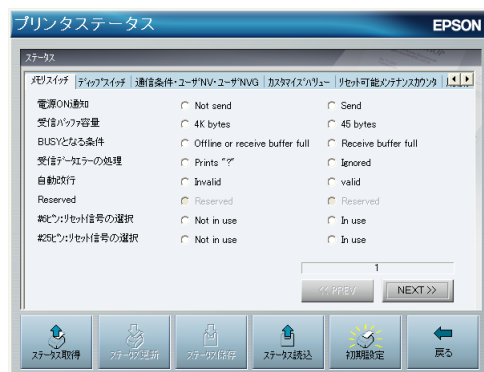 プリンタステータス
EPSON
ステータス
メモリスイッチ ディップスイッチ 通信条件・ユーザNV・ユーザNVG カスタマイズバリュー リセット可能メンテナンスカウンタ
電源ON通知 Not send Send
受信バッファ容量 4K bytes 45 bytes
BUSYとなる条件 Offline or receive buffer full Receive buffer full
受信データエラーの処理 Prints "?" Ignored
自動改行 Invalid valid
Reserved Reserved Reserved
#6ピン:リセット信号の選択 Not in use In use
#25ピン:リセット信号の選択 Not in use In use
1
<< PREV NEXT >>
ステータス取得 ステータス更新 ステータス保存 ステータス読込 初期設定 戻る